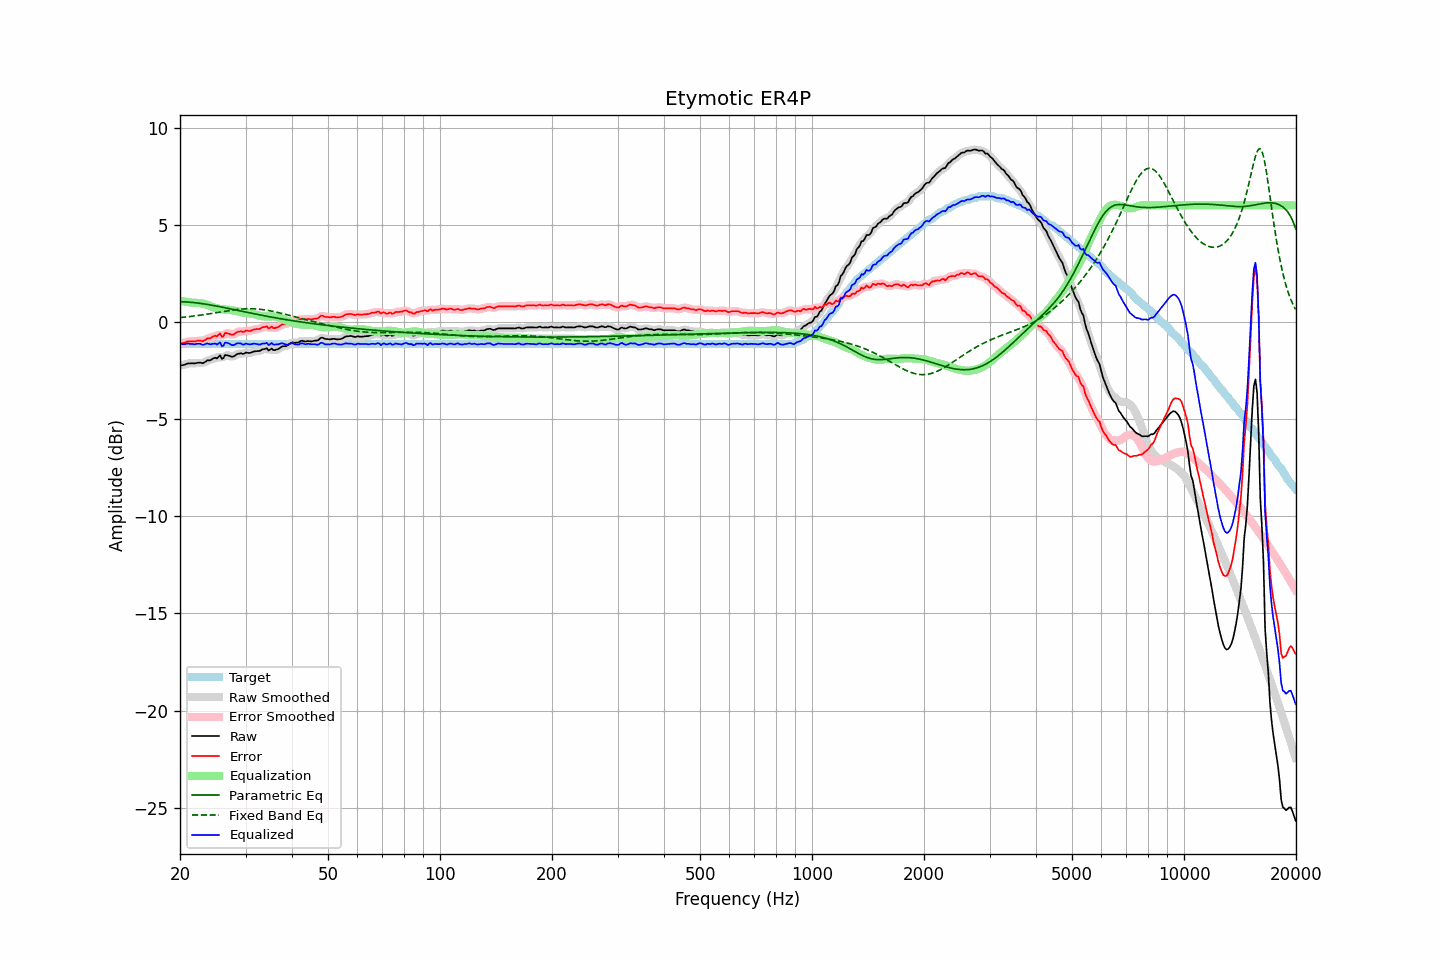 Etymotic ER4P
Amplitude (dBr)
10
5
0
−5
−10
−15
−20
−25
Target
Raw Smoothed
Error Smoothed
Raw
Error
Equalization
Parametric Eq
Fixed Band Eq
Equalized
20 50 100 200 500 1000 2000 5000 10000 20000
Frequency (Hz)